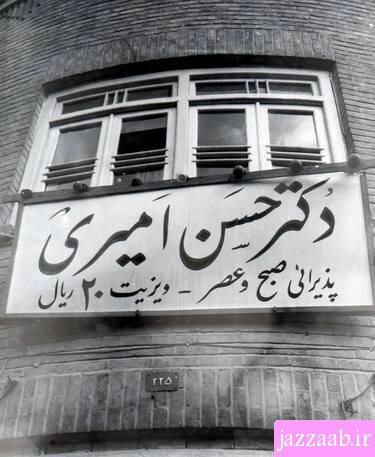 دکتر حسن امیری
پذیرائی صبح و عصر - ویزیت ۲۰ ریال
۲۲۵
jazzaab.ir